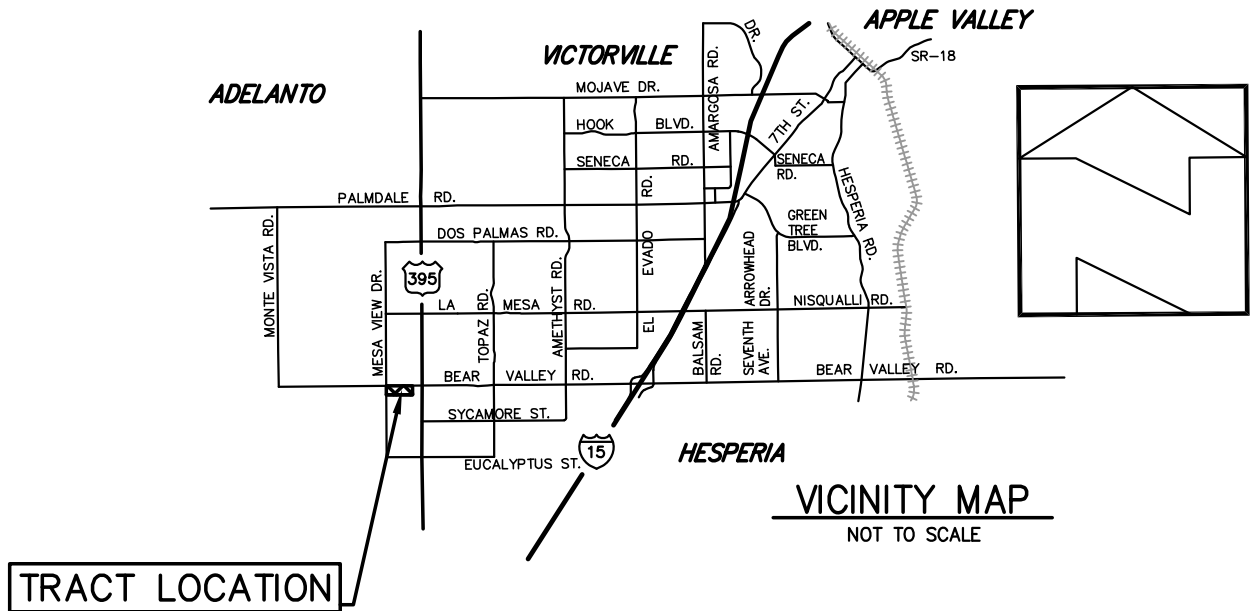 APPLE VALLEY
VICTORVILLE
ADELANTO
DR.
SR-18
MOJAVE DR.
AMARGOSA RD.
7TH ST.
HOOK BLVD.
SENECA RD.
SENECA
RD.
PALMDALE RD.
HESPERIA RD.
GREEN
TREE
BLVD.
DOS PALMAS RD.
MONTE VISTA RD.
MESA VIEW DR.
395
TOPAZ RD.
AMETHYST RD.
EL EVADO RD.
ARROWHEAD
DR.
LA MESA RD.
NISQUALLI RD.
BALSAM
RD.
SEVENTH
AVE.
BEAR VALLEY RD.
BEAR VALLEY RD.
SYCAMORE ST.
15
EUCALYPTUS ST.
HESPERIA
VICINITY MAP
NOT TO SCALE
TRACT LOCATION